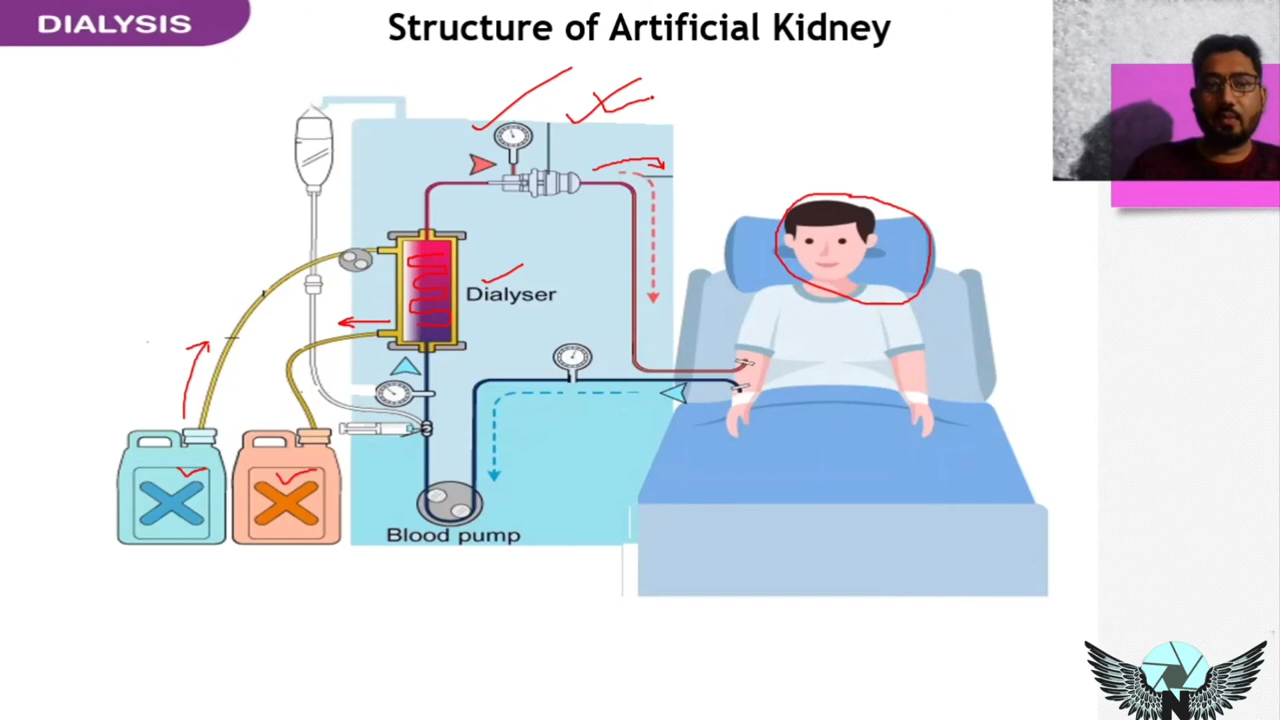 DIALYSIS
Structure of Artificial Kidney
Dialyser
Blood pump
N